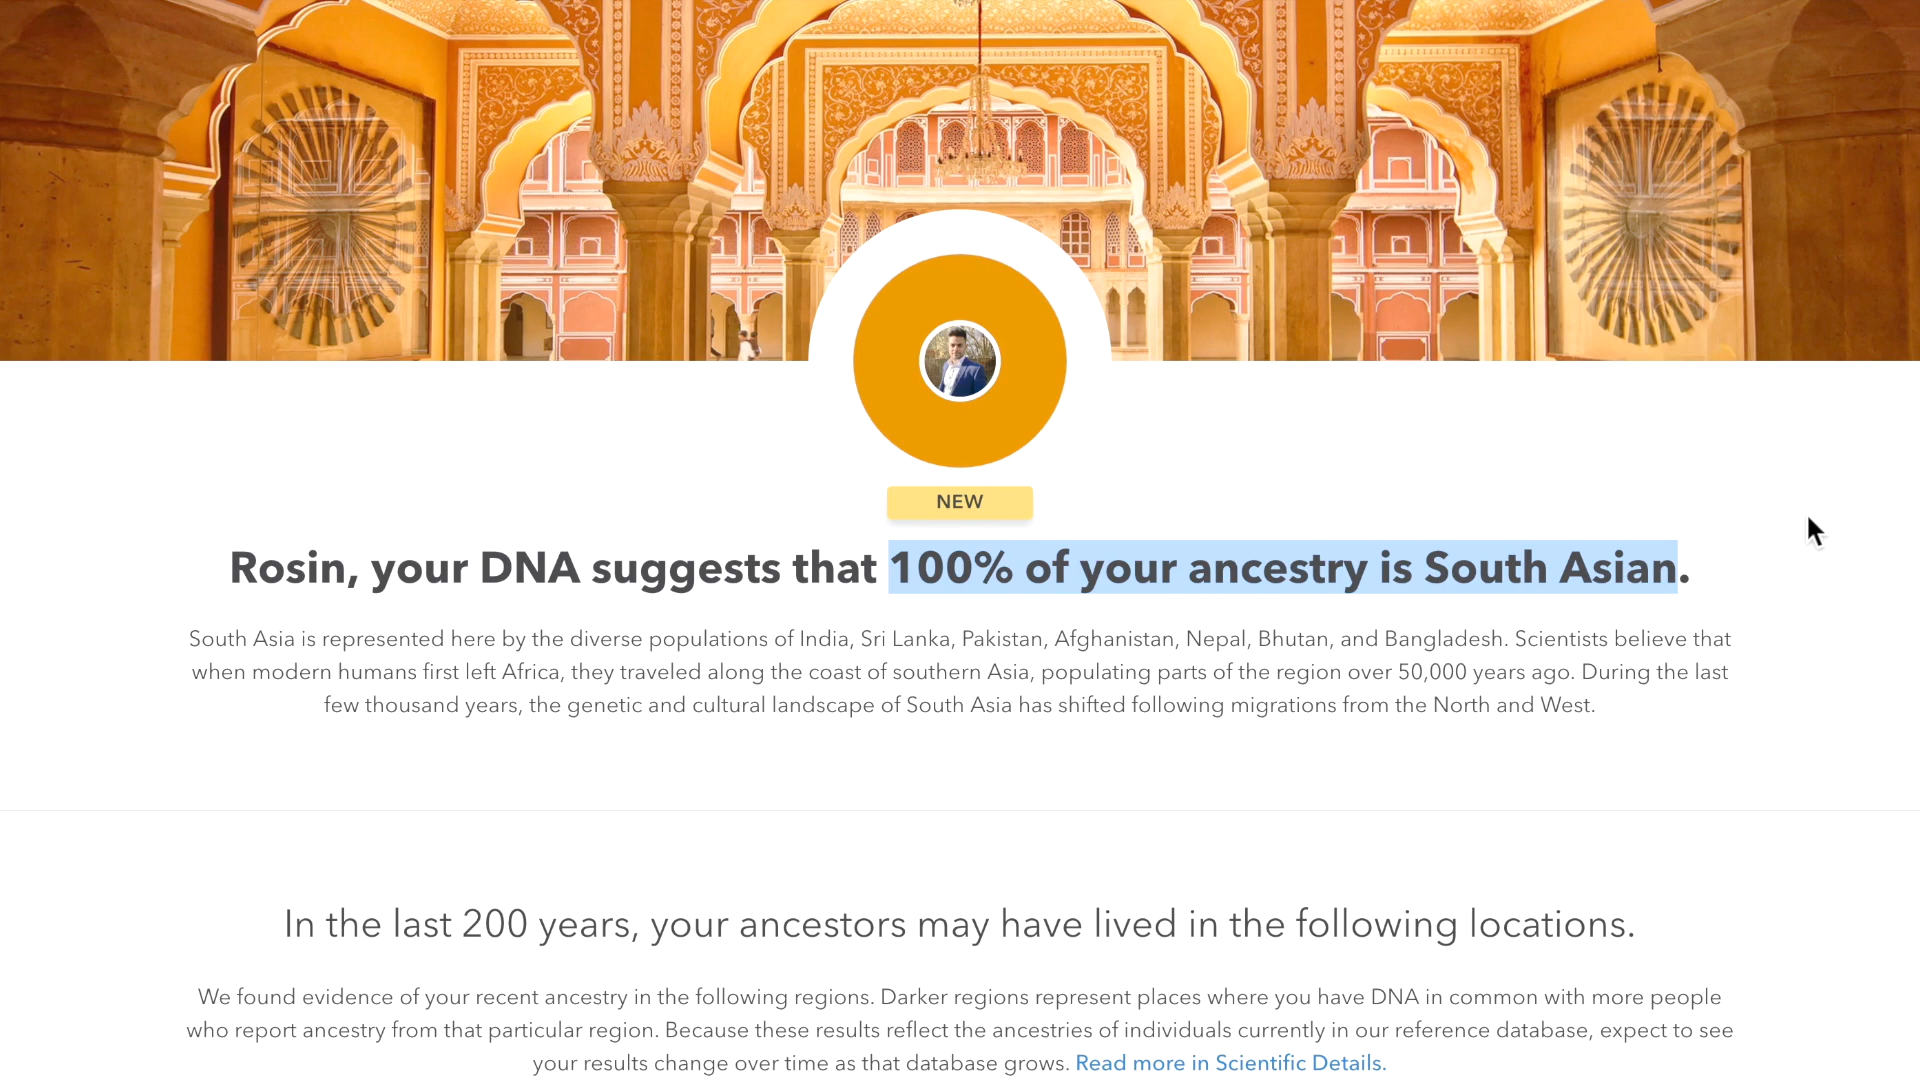 NEW
Rosin, your DNA suggests that 100% of your ancestry is South Asian.
South Asia is represented here by the diverse populations of India, Sri Lanka, Pakistan, Afghanistan, Nepal, Bhutan, and Bangladesh. Scientists believe that
when modern humans first left Africa, they traveled along the coast of southern Asia, populating parts of the region over 50,000 years ago. During the last
few thousand years, the genetic and cultural landscape of South Asia has shifted following migrations from the North and West.
In the last 200 years, your ancestors may have lived in the following locations.
We found evidence of your recent ancestry in the following regions. Darker regions represent places where you have DNA in common with more people
who report ancestry from that particular region. Because these results reflect the ancestries of individuals currently in our reference database, expect to see
your results change over time as that database grows. Read more in Scientific Details.